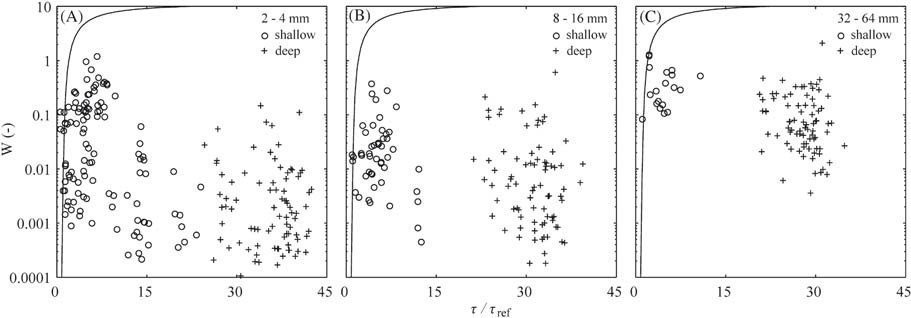 (A) 2 - 4 mm
shallow
deep
(B) 8 - 16 mm
shallow
deep
(C) 32 - 64 mm
shallow
deep
W (-)
10
1
0.1
0.01
0.001
0.0001
0 15 30 45
0 15 30 45
0 15 30 45
τ / τref